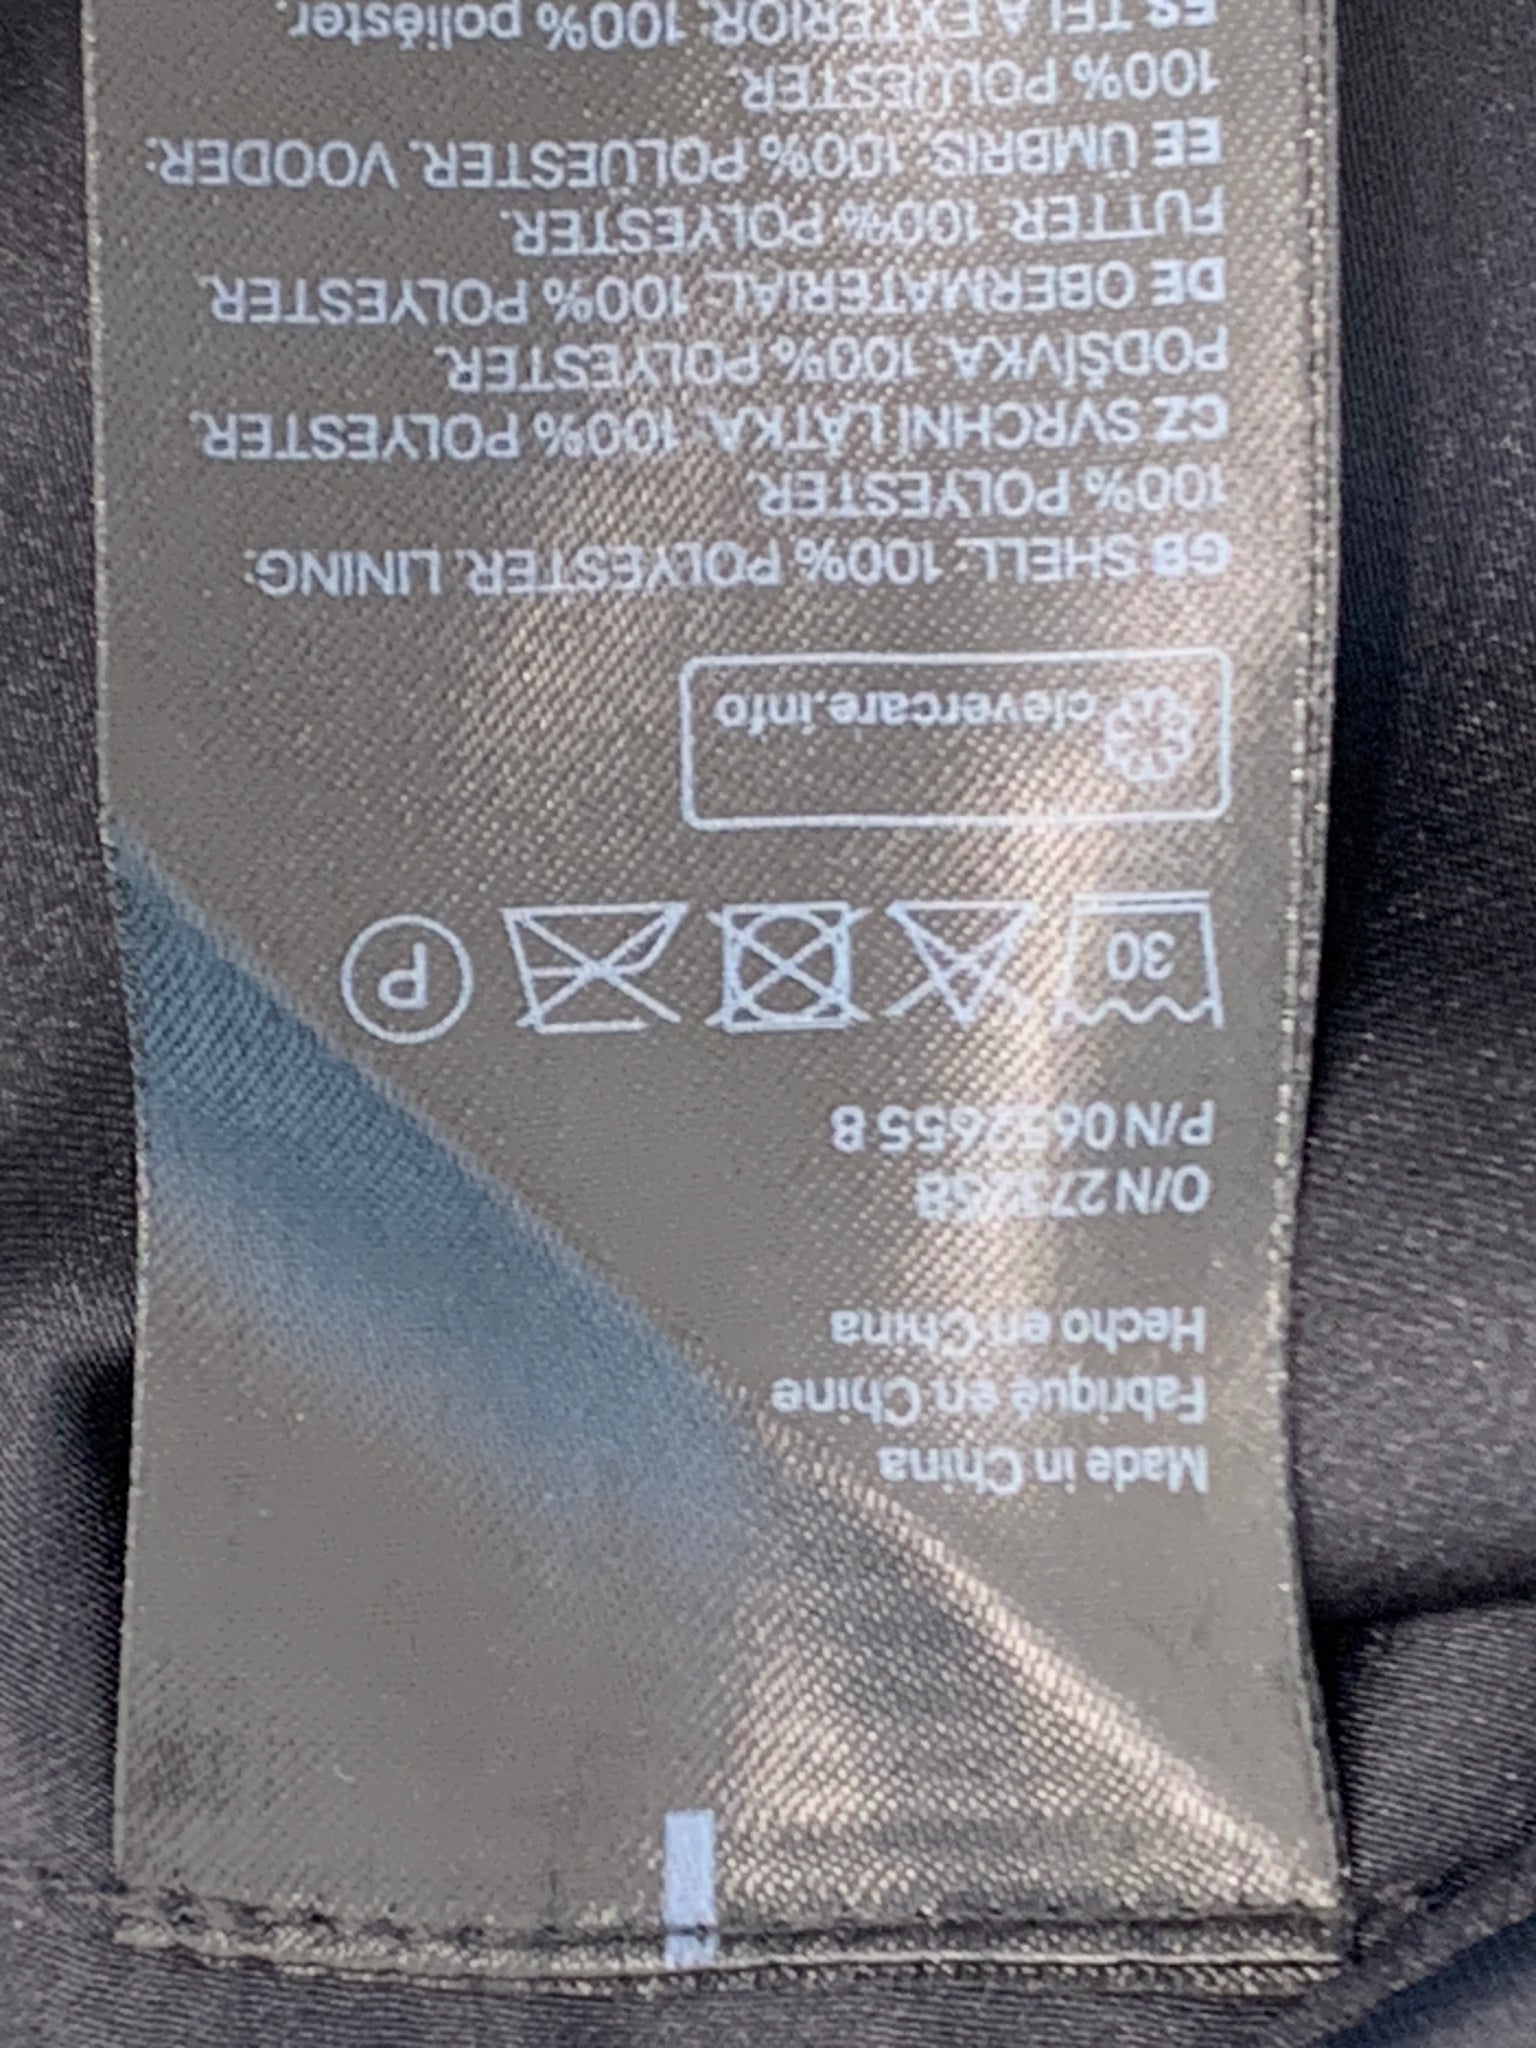 Made in China
Fabriqué en Chine
Hecho en China
P/N 0652655 8
30
P
clevercare.info
GB SHELL: 100% POLYESTER. LINING:
100% POLYESTER.
CZ SVRCHNÍ LÁTKA: 100% POLYESTER.
PODŠÍVKA: 100% POLYESTER.
DE OBERMATERIAL: 100% POLYESTER.
FUTTER: 100% POLYESTER.
EE ÜMBRIS: 100% POLÜESTER. VOODER:
100% POLÜESTER.
ES TELA EXTERIOR: 100% poliéster.